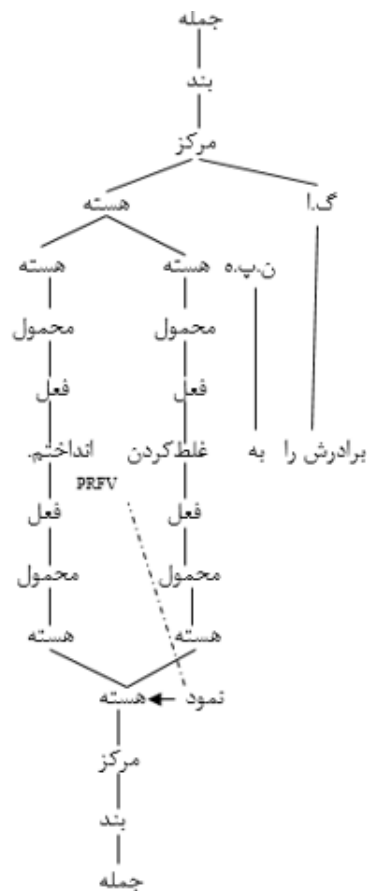 جمله
بند
مرکز
گ.ا هسته
ن.پ.ه هسته هسته
محمول محمول
فعل فعل
برادرش را به غلط‌کردن انداختم.
PRFV
فعل فعل
محمول محمول
هسته هسته
نمود هسته
مرکز
بند
جمله